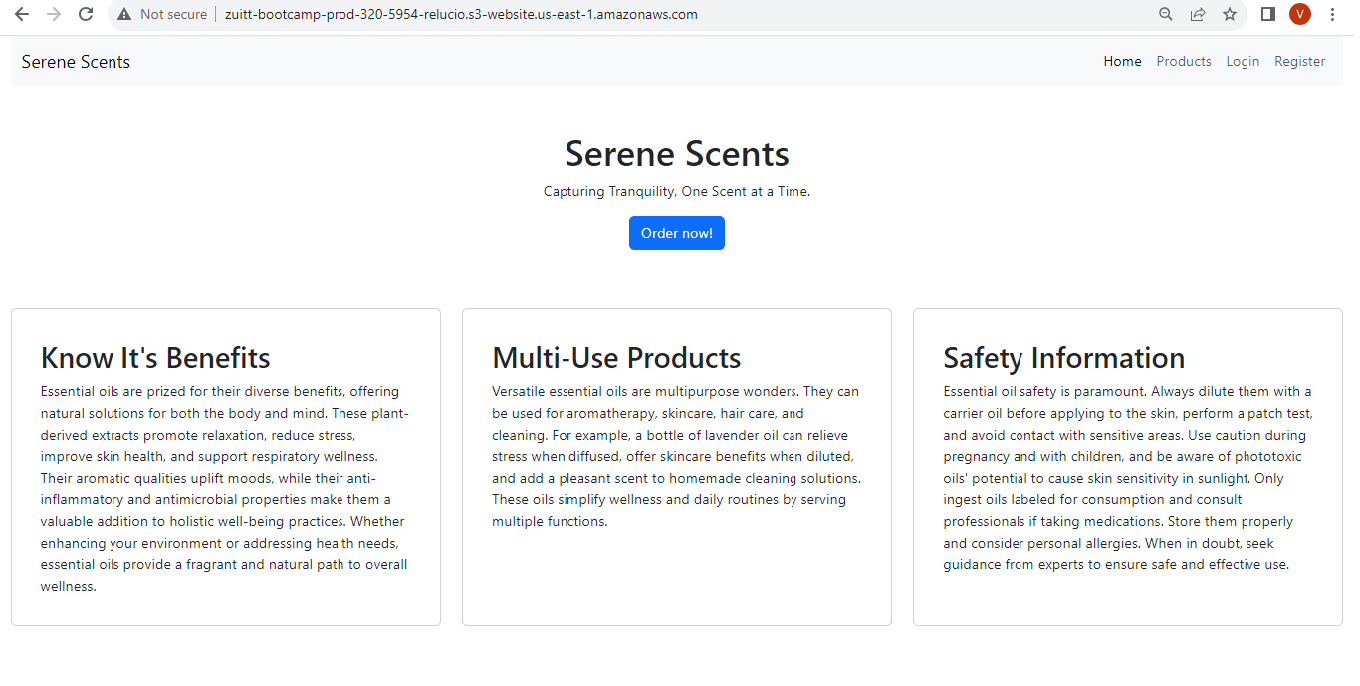 Not secure | zuitt-bootcamp-prod-320-5954-relucio.s3-website.us-east-1.amazonaws.com
V
Serene Scents
Home Products Login Register
Serene Scents
Capturing Tranquility, One Scent at a Time.
Order now!
Know It's Benefits
Essential oils are prized for their diverse benefits, offering
natural solutions for both the body and mind. These plant-
derived extracts promote relaxation, reduce stress,
improve skin health, and support respiratory wellness.
Their aromatic qualities uplift moods, while their anti-
inflammatory and antimicrobial properties make them a
valuable addition to holistic well-being practices. Whether
enhancing your environment or addressing health needs,
essential oils provide a fragrant and natural path to overall
wellness.
Multi-Use Products
Versatile essential oils are multipurpose wonders. They can
be used for aromatherapy, skincare, hair care, and
cleaning. For example, a bottle of lavender oil can relieve
stress when diffused, offer skincare benefits when diluted,
and add a pleasant scent to homemade cleaning solutions.
These oils simplify wellness and daily routines by serving
multiple functions.
Safety Information
Essential oil safety is paramount. Always dilute them with a
carrier oil before applying to the skin, perform a patch test,
and avoid contact with sensitive areas. Use caution during
pregnancy and with children, and be aware of phototoxic
oils' potential to cause skin sensitivity in sunlight. Only
ingest oils labeled for consumption and consult
professionals if taking medications. Store them properly
and consider personal allergies. When in doubt, seek
guidance from experts to ensure safe and effective use.